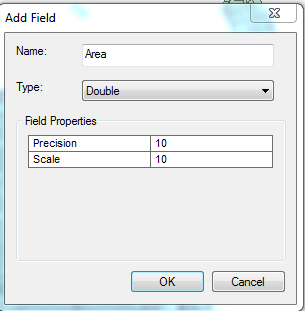 Add Field
Name: Area
Type: Double
Field Properties
Precision 10
Scale 10
OK Cancel